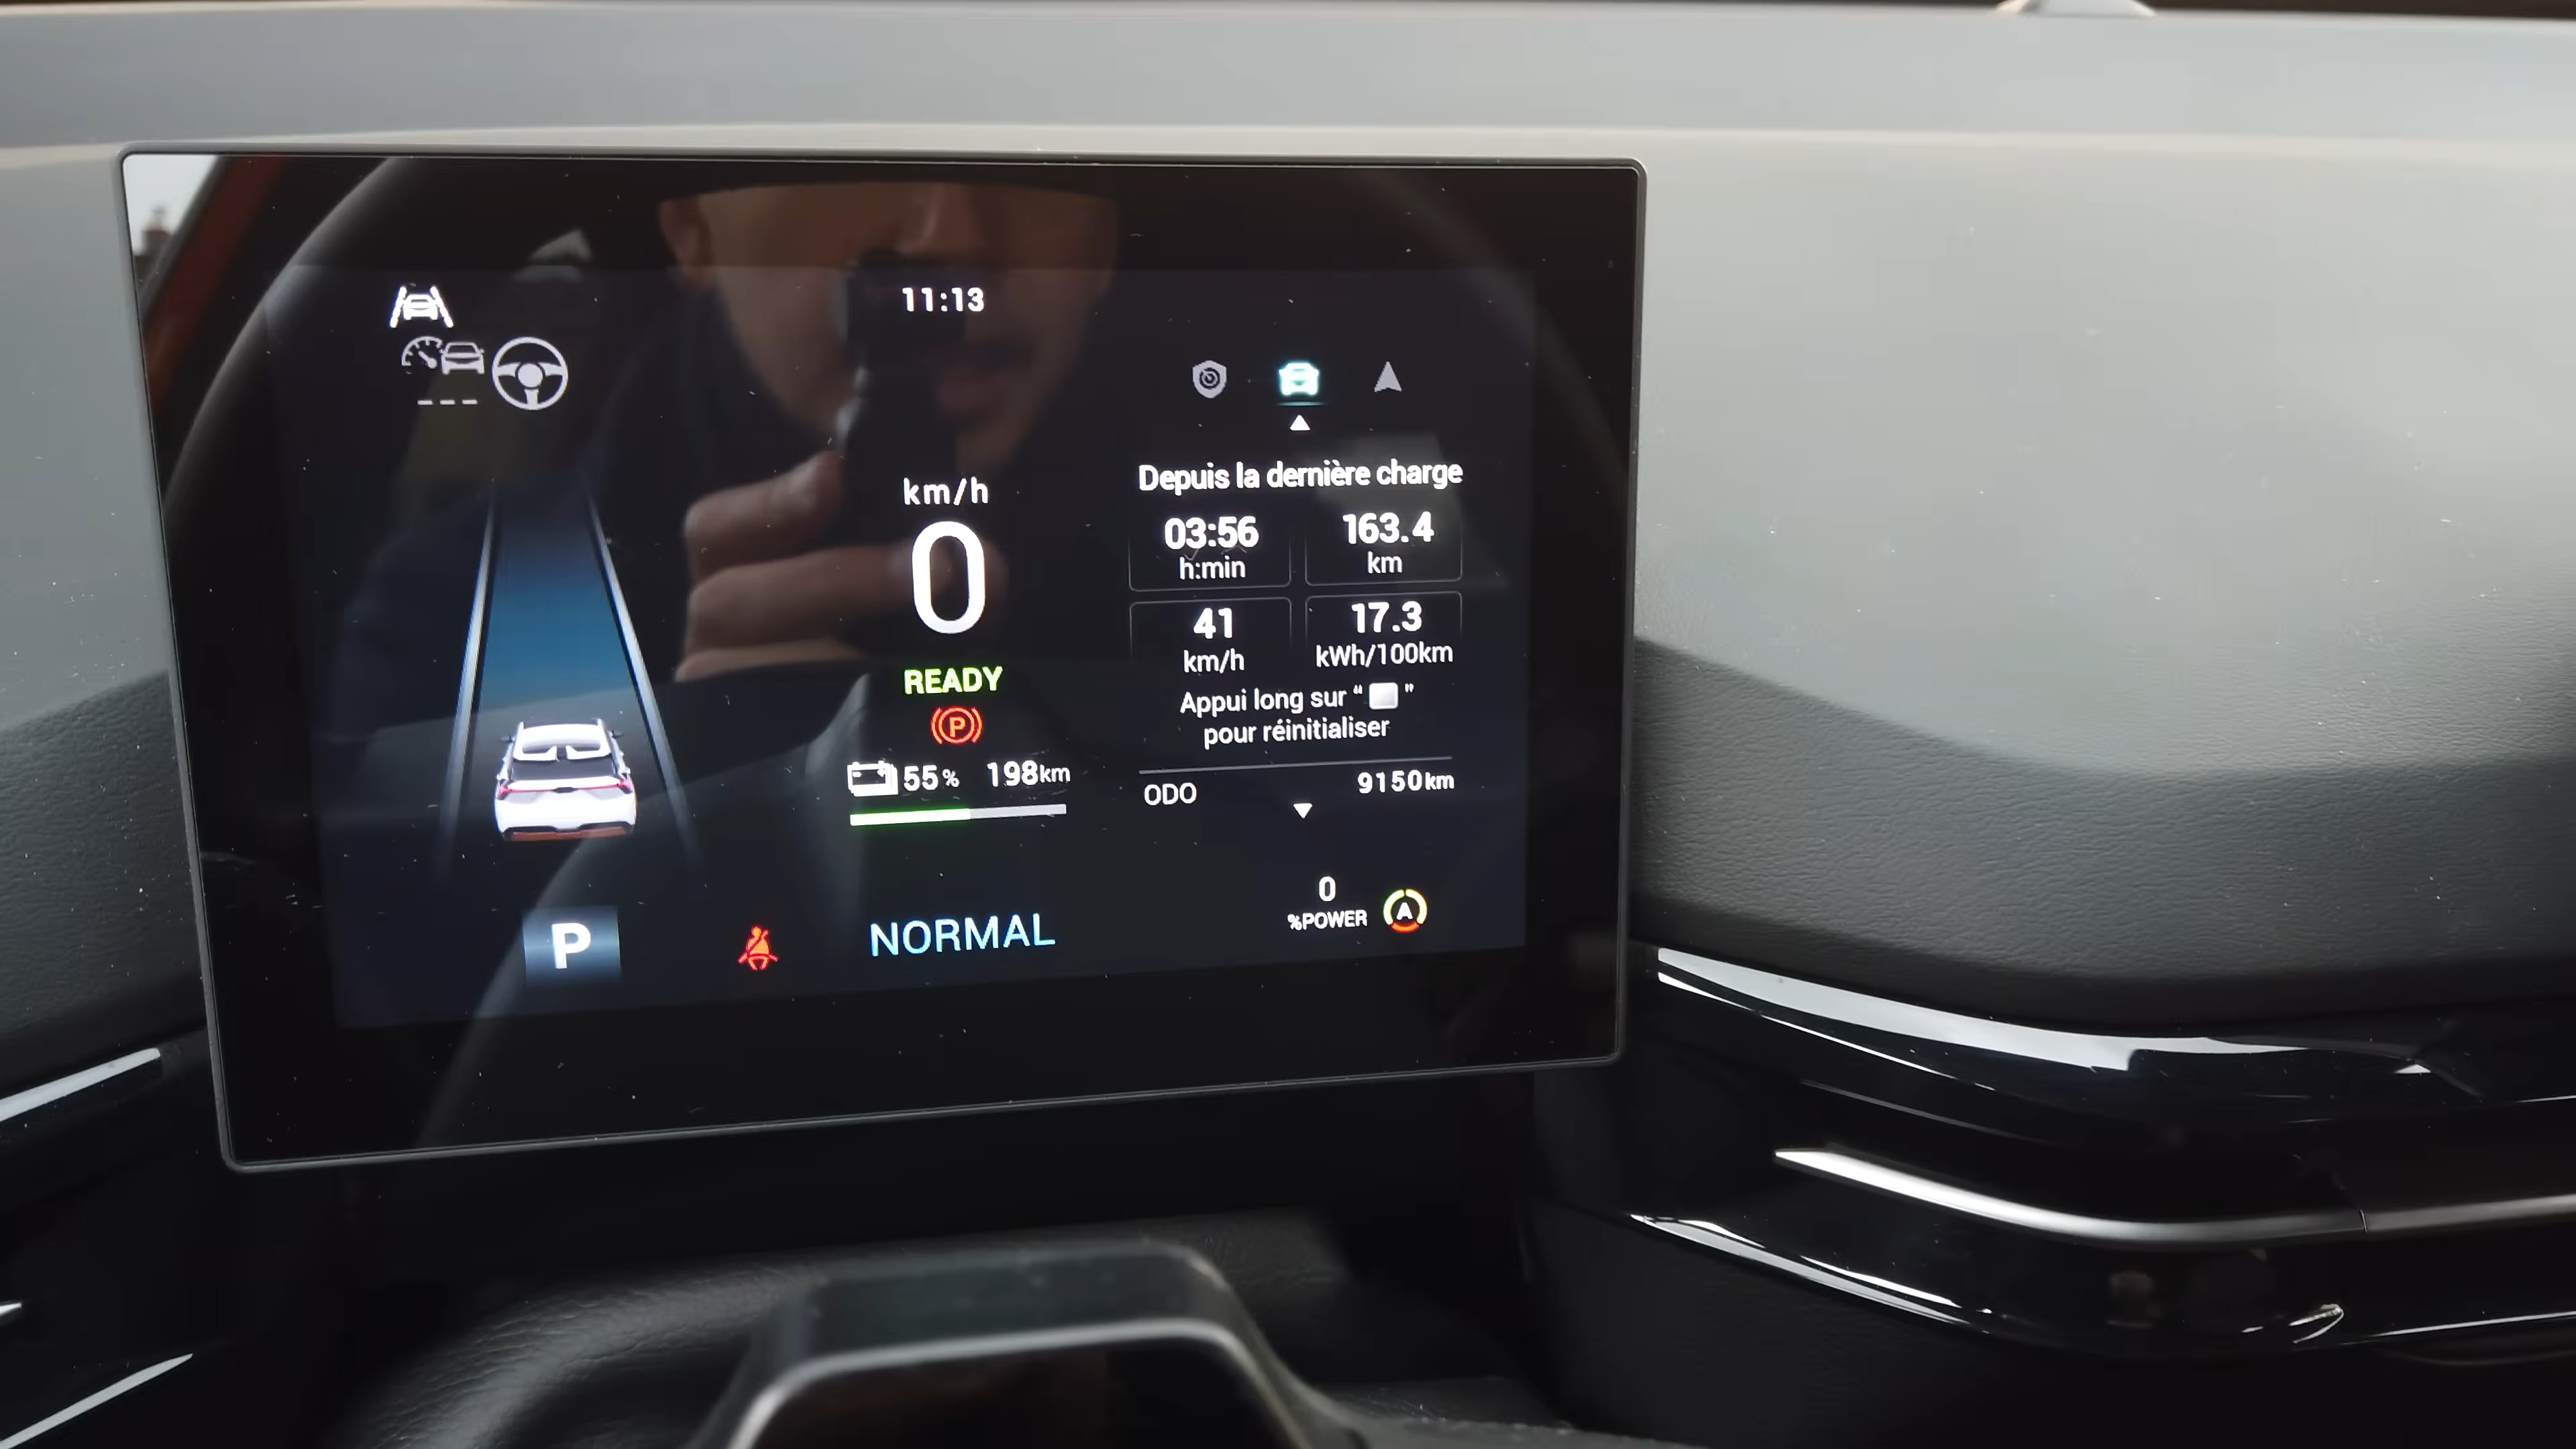 11:13
km/h
0
READY
P
55% 198km
NORMAL
P
Depuis la dernière charge
03:56
h:min
163.4
km
41
km/h
17.3
kWh/100km
Appui long sur “ ”
pour réinitialiser
ODO 9150km
0
%POWER
A